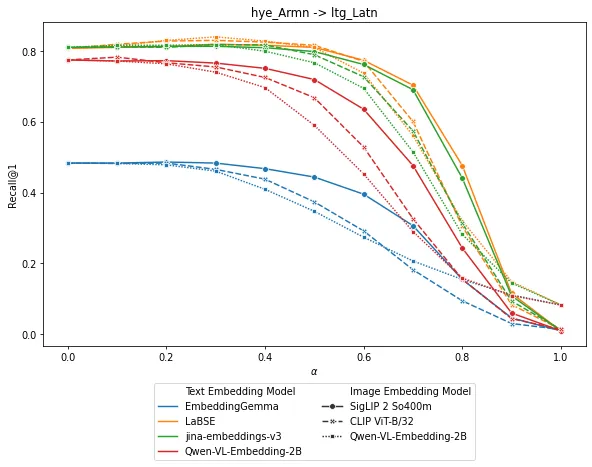 hye_Armn -> ltg_Latn
Recall@1
0.8
0.6
0.4
0.2
0.0
0.0 0.2 0.4 0.6 0.8 1.0
α
Text Embedding Model
EmbeddingGemma
LaBSE
jina-embeddings-v3
Qwen-VL-Embedding-2B
Image Embedding Model
SigLIP 2 So400m
CLIP ViT-B/32
Qwen-VL-Embedding-2B